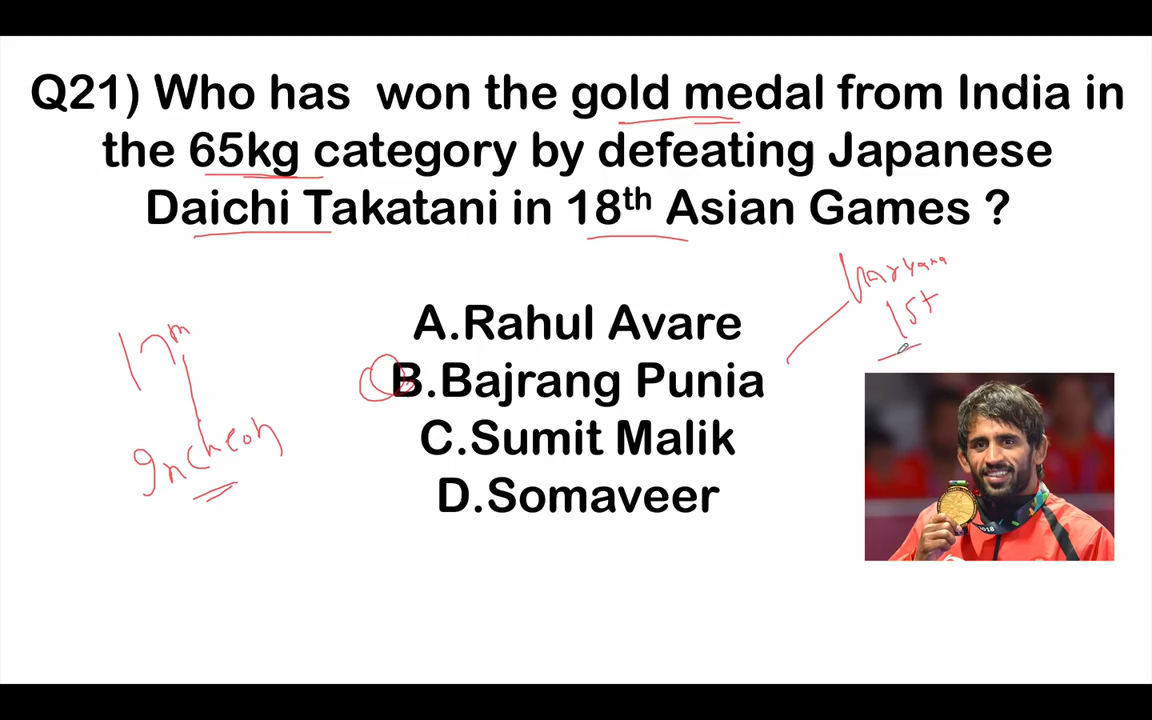 Q21) Who has won the gold medal from India in
the 65kg category by defeating Japanese
Daichi Takatani in 18th Asian Games ?
Haryana
1st
A.Rahul Avare
17th
B.Bajrang Punia
C.Sumit Malik
Incheon
D.Somaveer
2018